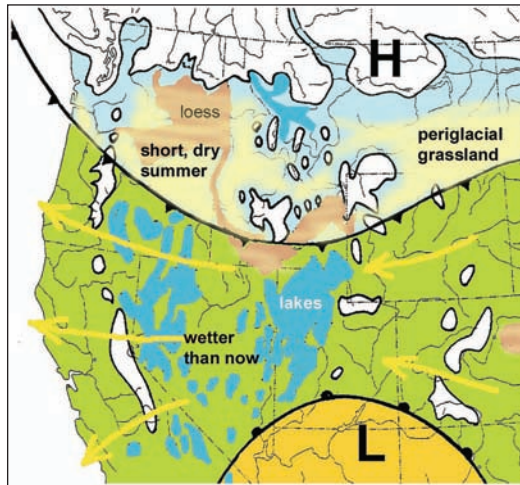 H
loess
short, dry
summer
periglacial
grassland
lakes
wetter
than now
L